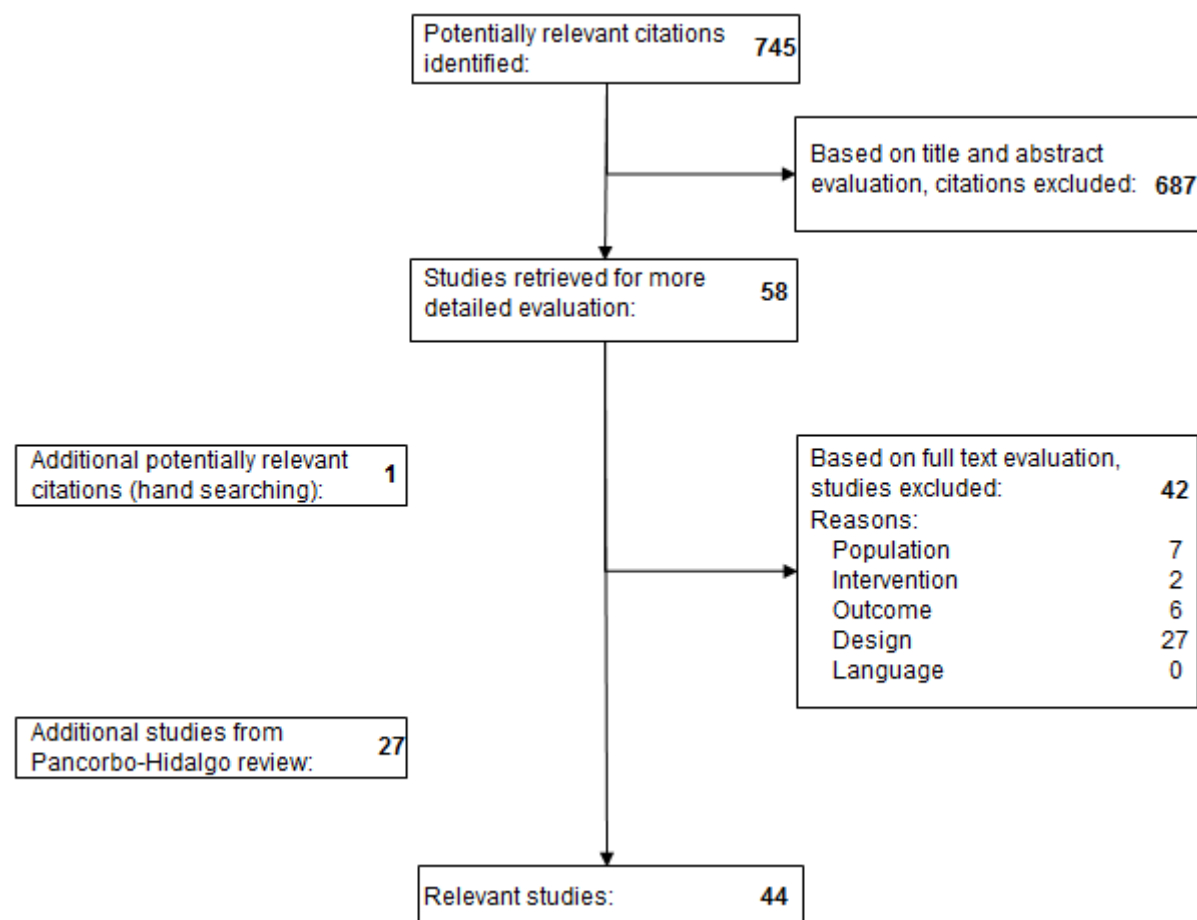 Potentially relevant citations
identified: 745
Based on title and abstract
evaluation, citations excluded: 687
Studies retrieved for more
detailed evaluation: 58
Additional potentially relevant
citations (hand searching): 1
Based on full text evaluation,
studies excluded: 42
Reasons:
Population 7
Intervention 2
Outcome 6
Design 27
Language 0
Additional studies from
Pancorbo-Hidalgo review: 27
Relevant studies: 44